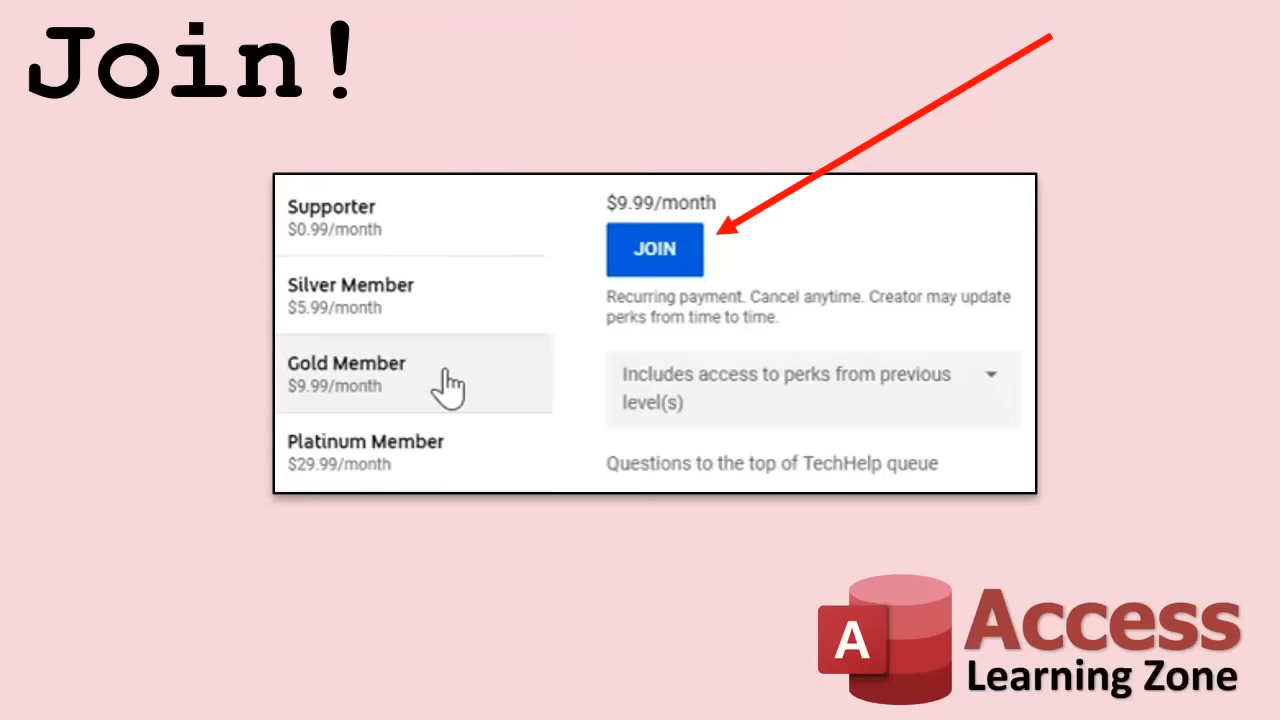 Join!
Supporter
$0.99/month
Silver Member
$5.99/month
Gold Member
$9.99/month
Platinum Member
$29.99/month
$9.99/month
JOIN
Recurring payment. Cancel anytime. Creator may update
perks from time to time.
Includes access to perks from previous
level(s)
Questions to the top of TechHelp queue
A
Access
Learning Zone